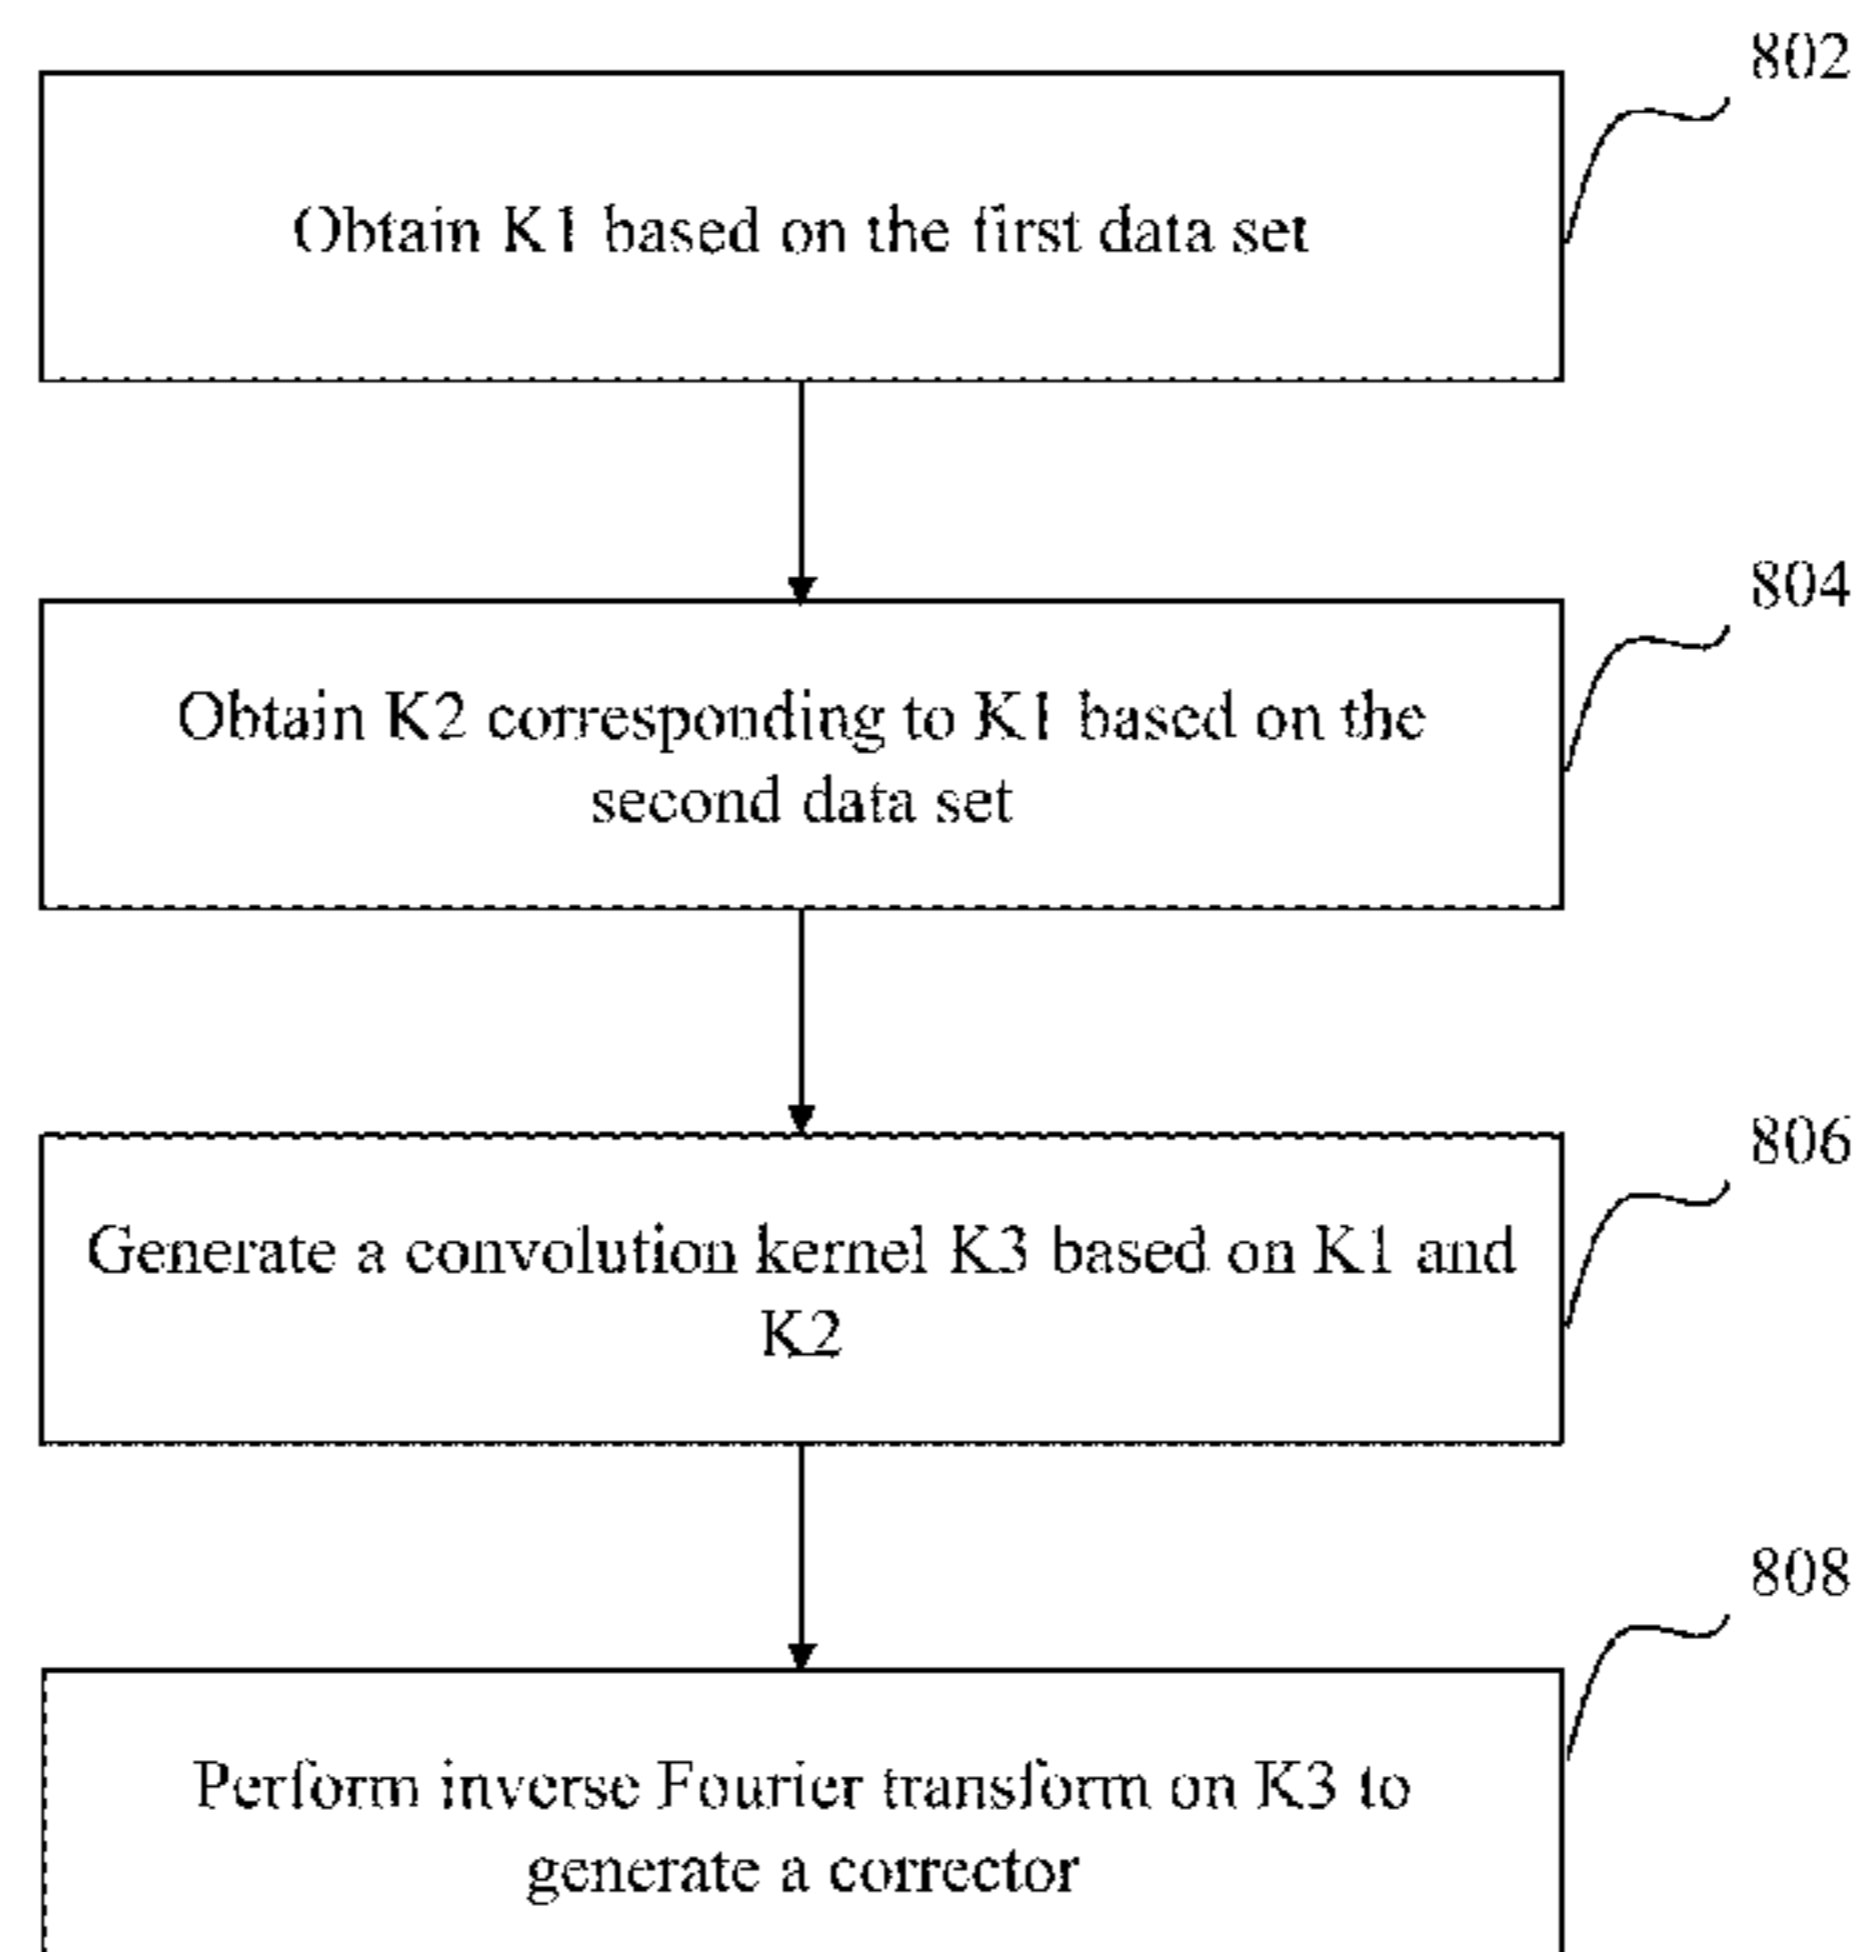 802
Obtain K1 based on the first data set
804
Obtain K2 corresponding to K1 based on the
second data set
806
Generate a convolution kernel K3 based on K1 and
K2
808
Perform inverse Fourier transform on K3 to
generate a corrector